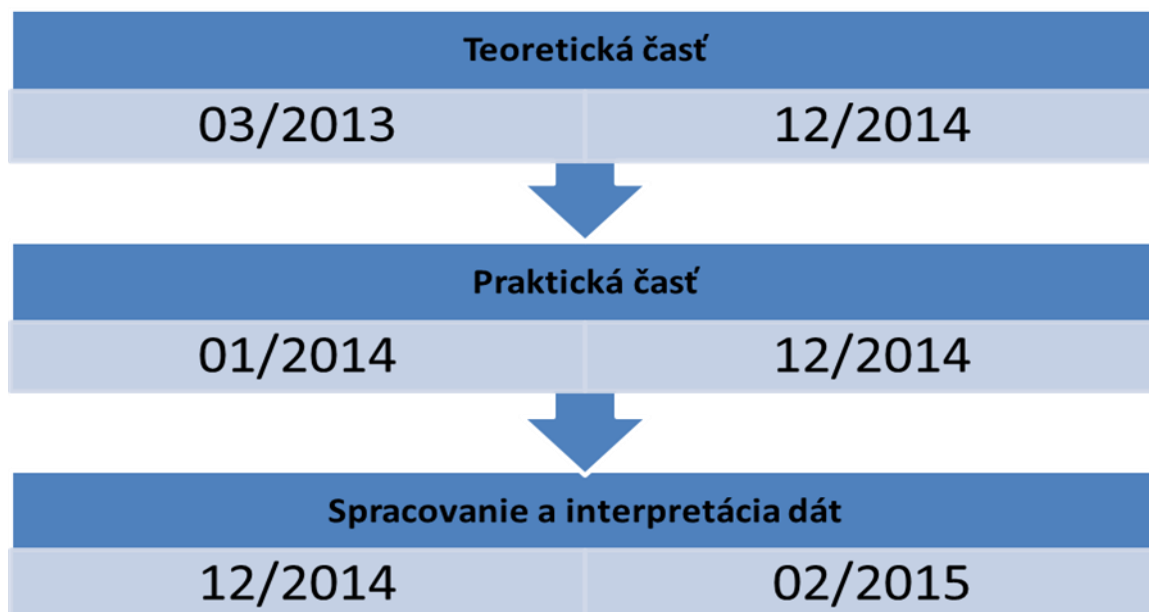 Teoretická časť
03/2013 12/2014
Praktická časť
01/2014 12/2014
Spracovanie a interpretácia dát
12/2014 02/2015